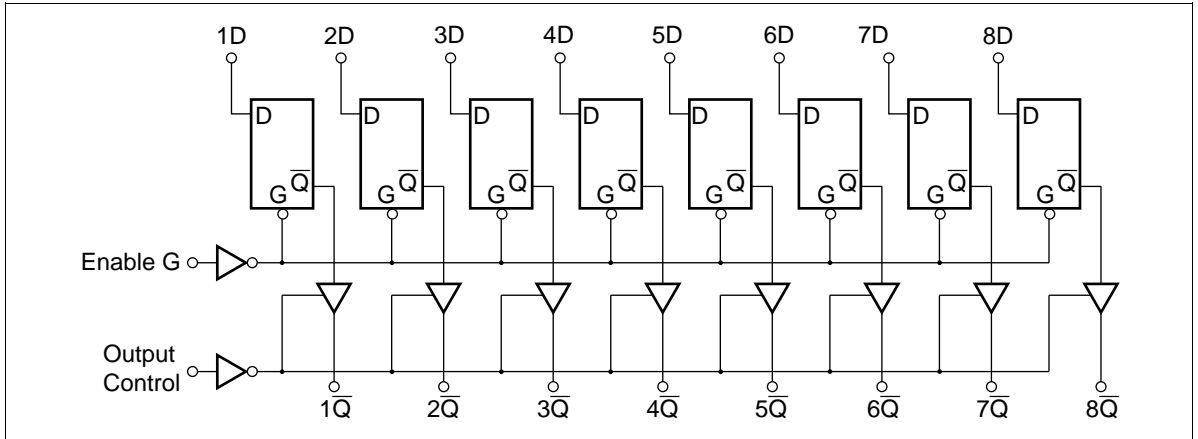 1D 2D 3D 4D 5D 6D 7D 8D
D D D D D D D D
Q̅ Q̅ Q̅ Q̅ Q̅ Q̅ Q̅ Q̅
G G G G G G G G
Enable G
Output
Control
1Q̅ 2Q̅ 3Q̅ 4Q̅ 5Q̅ 6Q̅ 7Q̅ 8Q̅